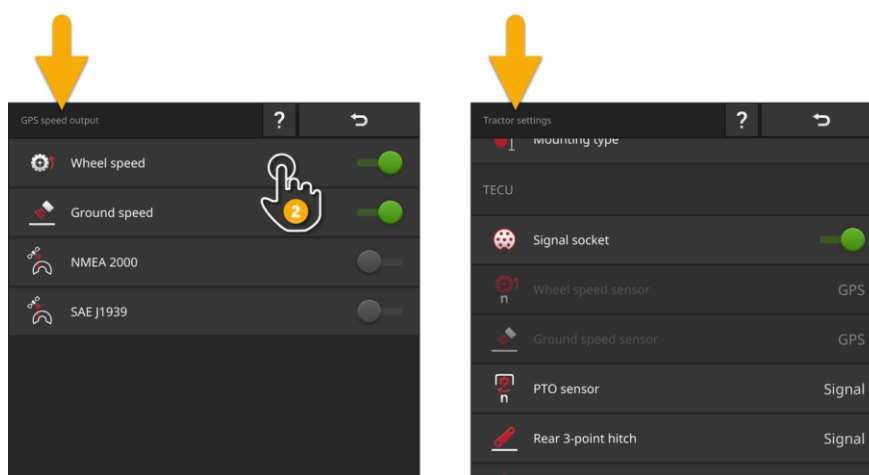 GPS speed output
?
Wheel speed
Ground speed
2
NMEA 2000
SAE J1939
Tractor settings
?
Mounting type
TECU
Signal socket
Wheel speed sensor GPS
n
Ground speed sensor GPS
PTO sensor Signal
n
Rear 3-point hitch Signal